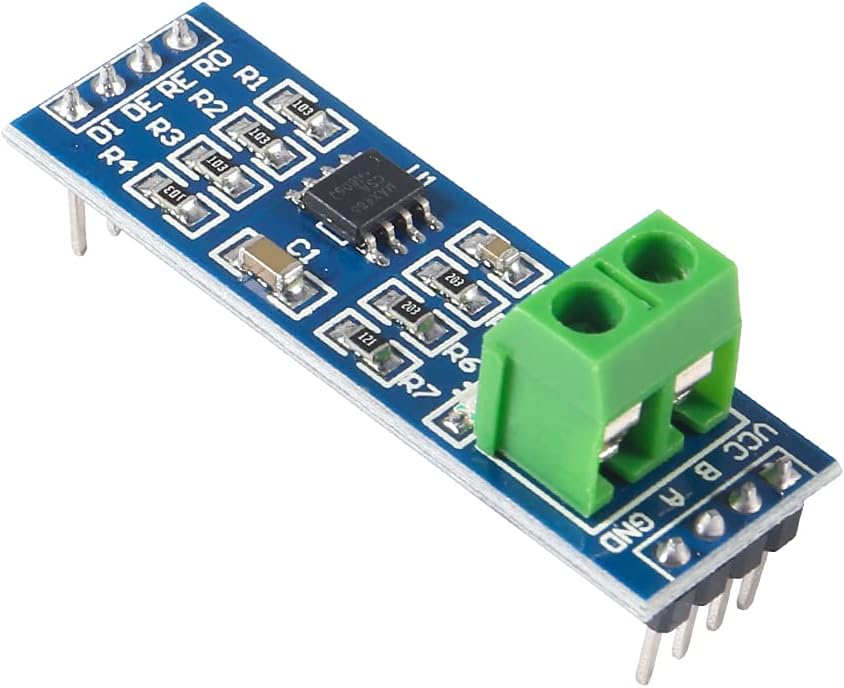 DI DE RE RO
R4 R3 R2 R1
103 103 103 103
U1
MAX485
C1
203
203
121
R6
R7
VCC B A GND